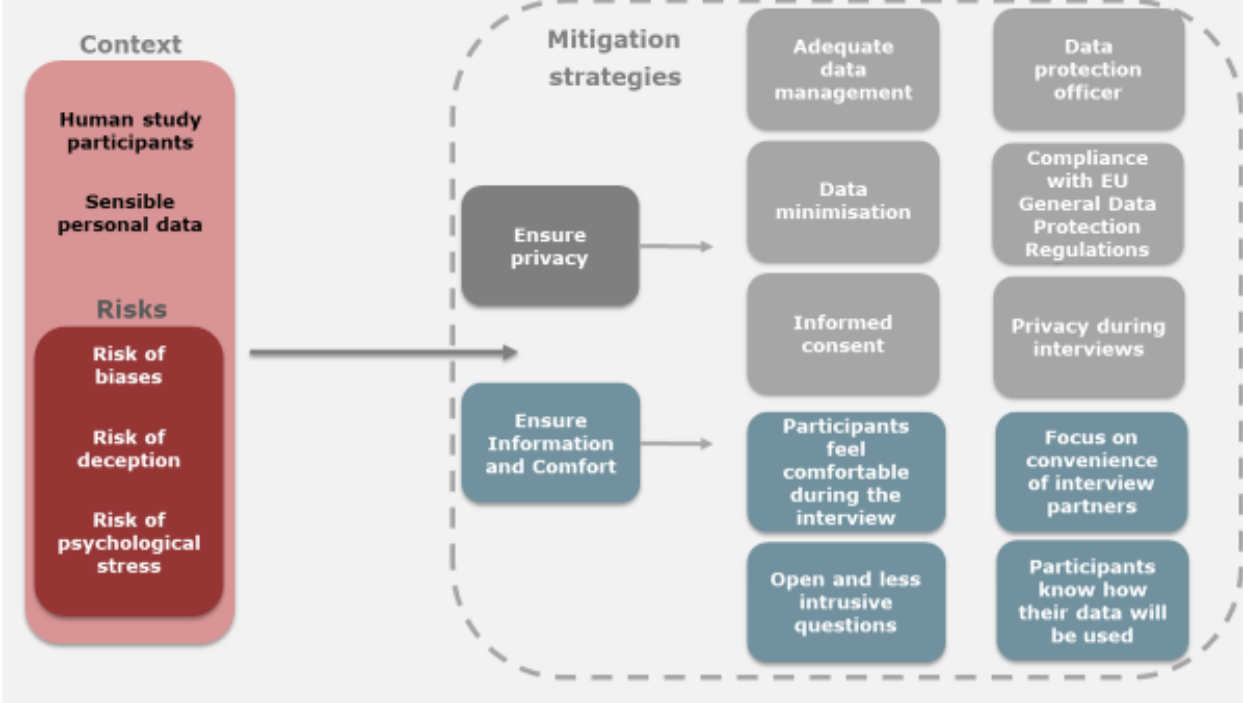 Context
Human study
participants
Sensible
personal data
Risks
Risk of
biases
Risk of
deception
Risk of
psychological
stress
Mitigation
strategies
Ensure
privacy
Ensure
Information
and Comfort
Adequate
data
management
Data
protection
officer
Data
minimisation
Compliance
with EU
General Data
Protection
Regulations
Informed
consent
Privacy during
interviews
Participants
feel
comfortable
during the
interview
Focus on
convenience
of interview
partners
Open and less
intrusive
questions
Participants
know how
their data will
be used